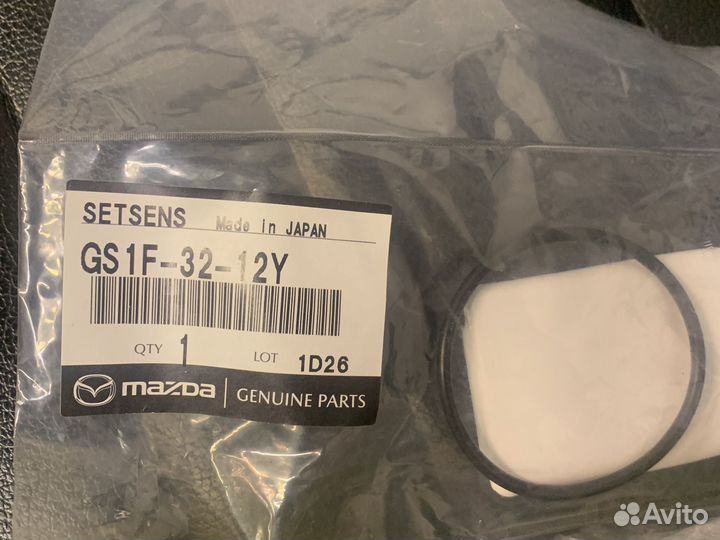 SETSENS Made in JAPAN
GS1F-32-12Y
QTY 1 LOT 1D26
mazda GENUINE PARTS
Avito